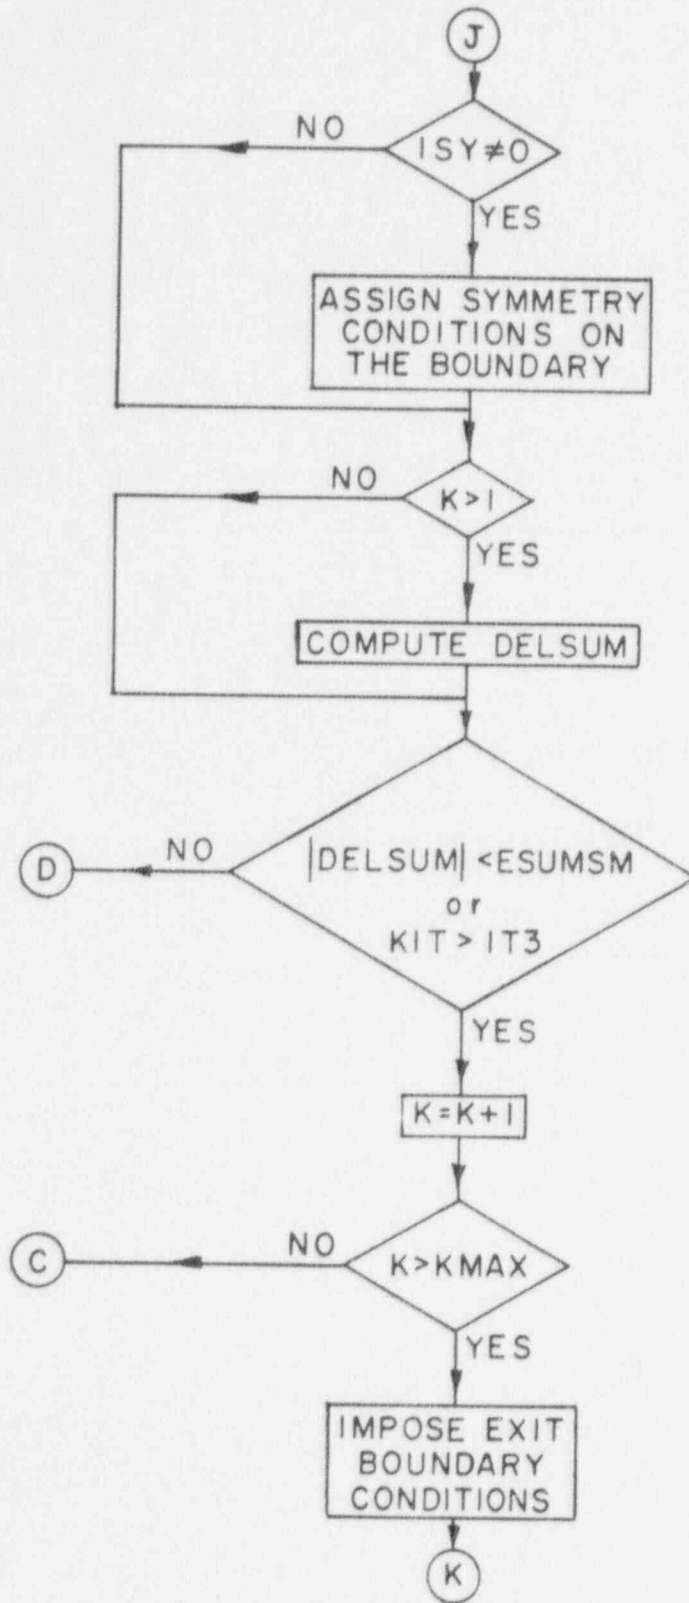 J
NO
ISY≠0
YES
ASSIGN SYMMETRY
CONDITIONS ON
THE BOUNDARY
NO
K>1
YES
COMPUTE DELSUM
D
NO
|DELSUM| <ESUMSM
or
KIT > IT3
YES
K=K+1
C
NO
K>KMAX
YES
IMPOSE EXIT
BOUNDARY
CONDITIONS
K